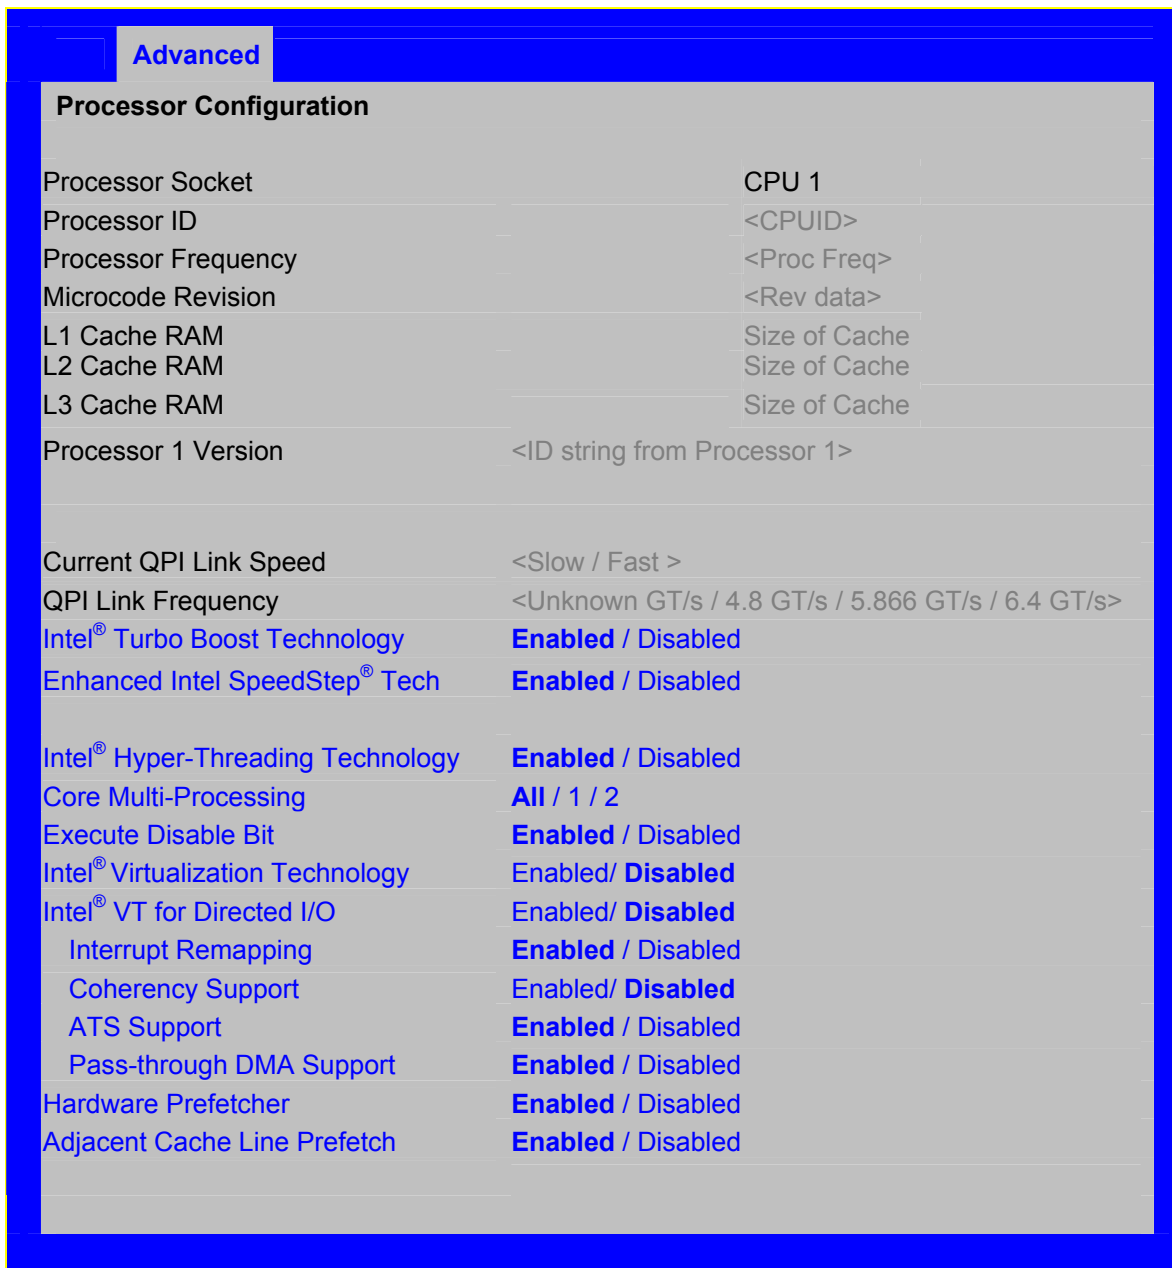 Advanced
Processor Configuration
Processor Socket CPU 1
Processor ID <CPUID>
Processor Frequency <Proc Freq>
Microcode Revision <Rev data>
L1 Cache RAM Size of Cache
L2 Cache RAM Size of Cache
L3 Cache RAM Size of Cache
Processor 1 Version <ID string from Processor 1>
Current QPI Link Speed <Slow / Fast >
QPI Link Frequency <Unknown GT/s / 4.8 GT/s / 5.866 GT/s / 6.4 GT/s>
Intel® Turbo Boost Technology Enabled / Disabled
Enhanced Intel SpeedStep® Tech Enabled / Disabled
Intel® Hyper-Threading Technology Enabled / Disabled
Core Multi-Processing All / 1 / 2
Execute Disable Bit Enabled / Disabled
Intel® Virtualization Technology Enabled/ Disabled
Intel® VT for Directed I/O Enabled/ Disabled
Interrupt Remapping Enabled / Disabled
Coherency Support Enabled/ Disabled
ATS Support Enabled / Disabled
Pass-through DMA Support Enabled / Disabled
Hardware Prefetcher Enabled / Disabled
Adjacent Cache Line Prefetch Enabled / Disabled